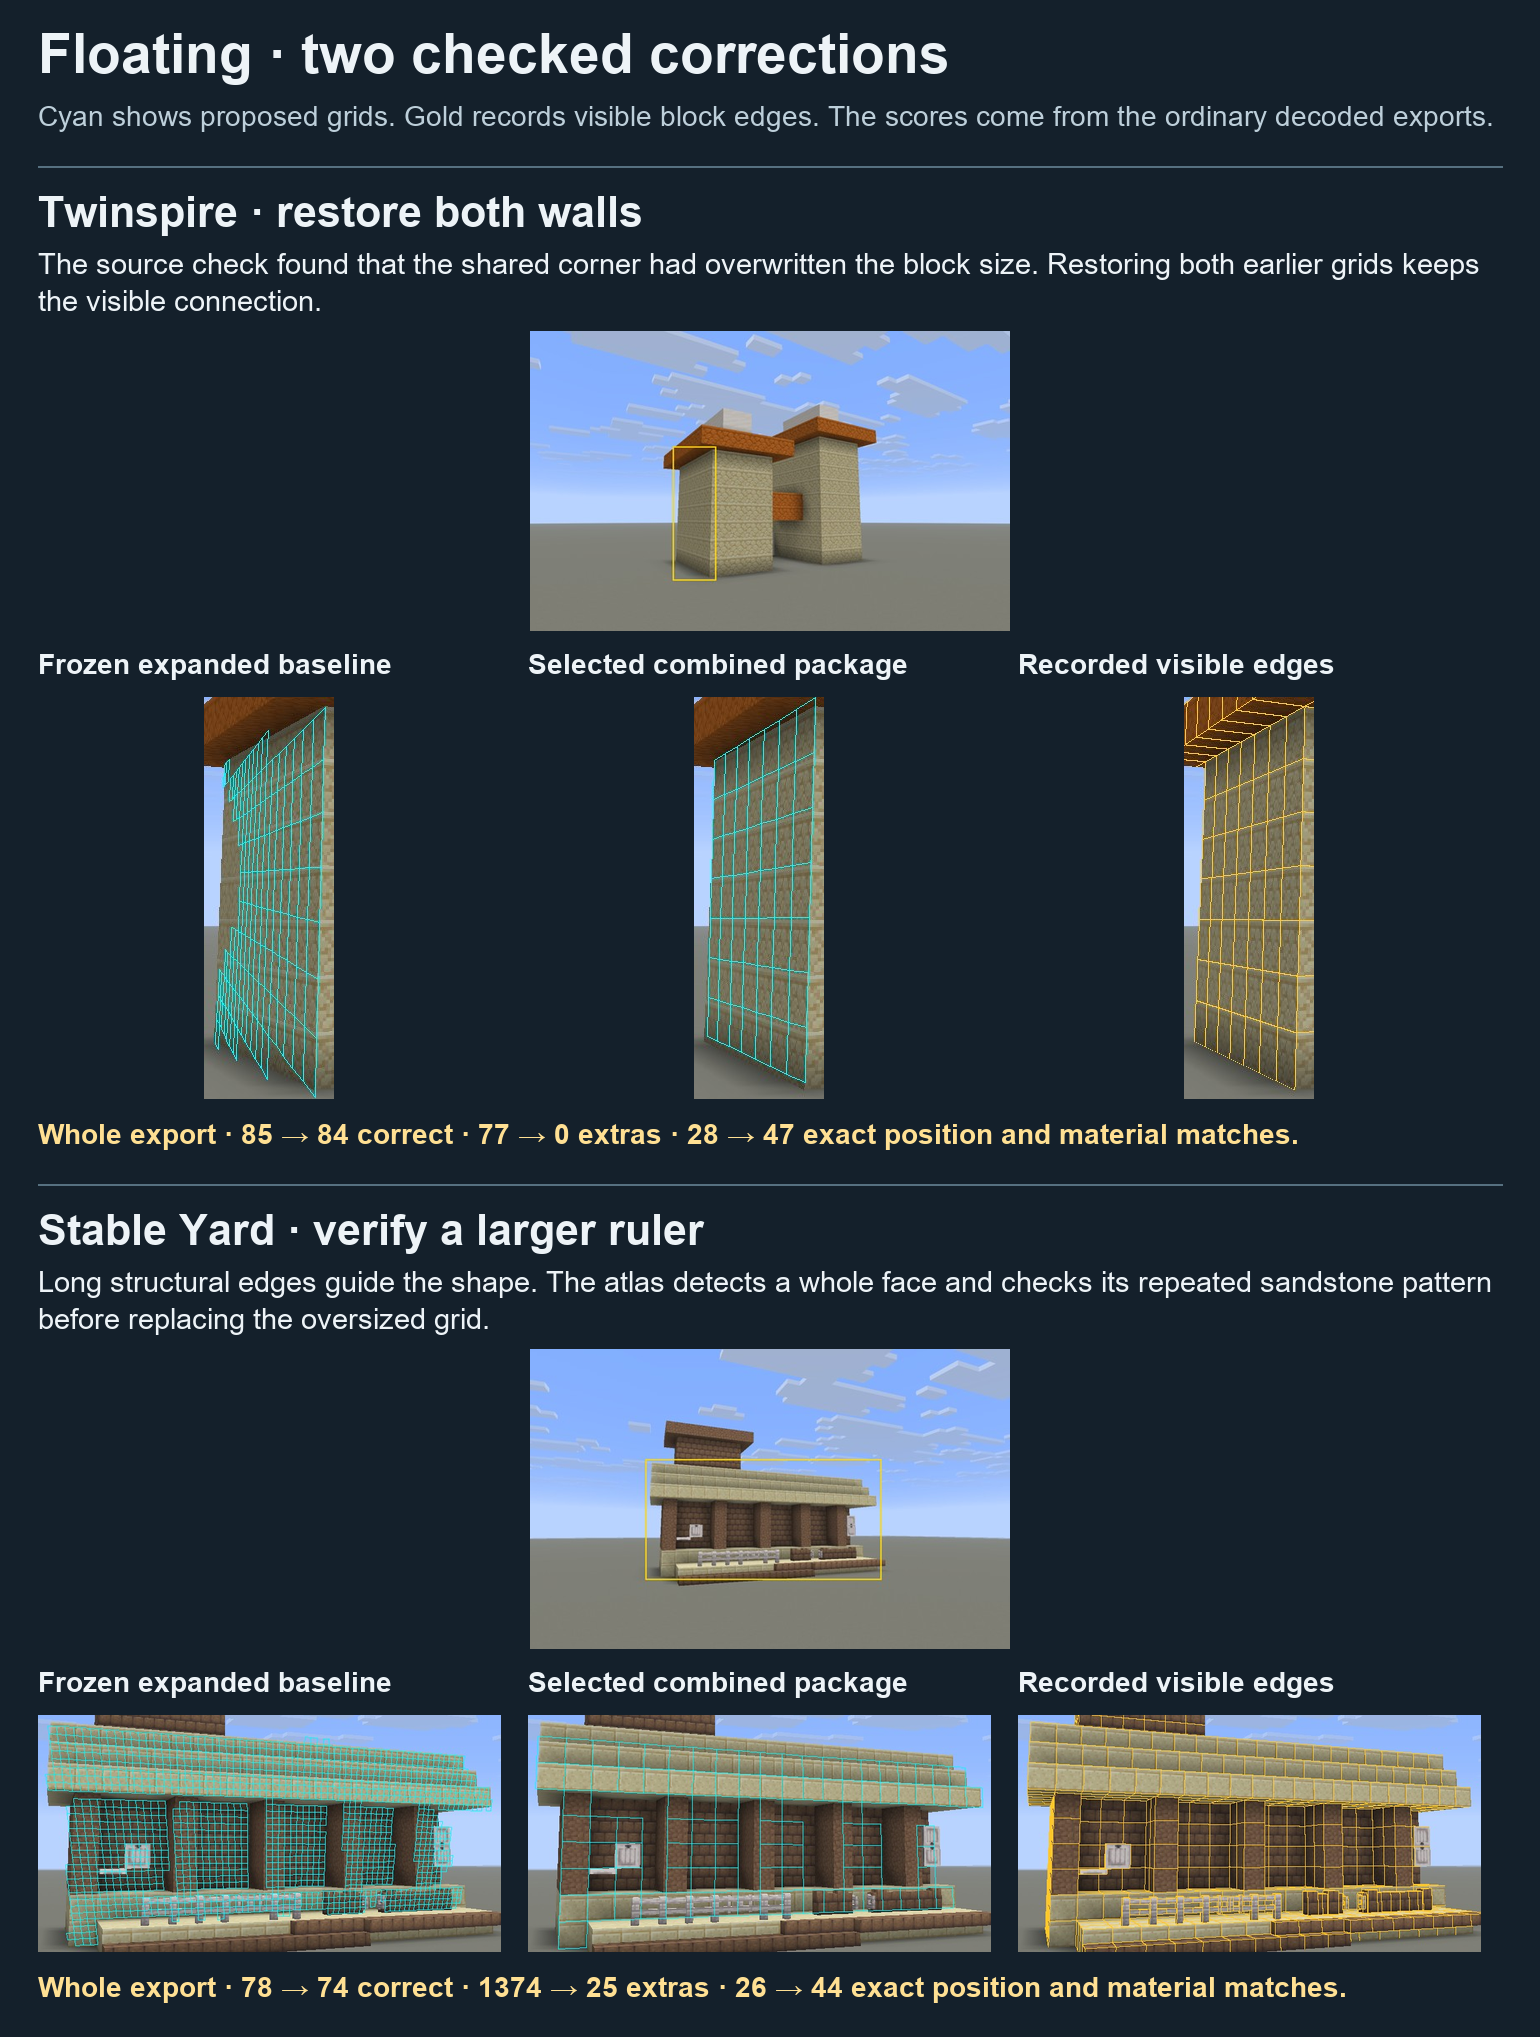 Floating · two checked corrections
Cyan shows proposed grids. Gold records visible block edges. The scores come from the ordinary decoded exports.
Twinspire · restore both walls
The source check found that the shared corner had overwritten the block size. Restoring both earlier grids keeps
the visible connection.
Frozen expanded baseline
Selected combined package
Recorded visible edges
Whole export · 85 → 84 correct · 77 → 0 extras · 28 → 47 exact position and material matches.
Stable Yard · verify a larger ruler
Long structural edges guide the shape. The atlas detects a whole face and checks its repeated sandstone pattern
before replacing the oversized grid.
Frozen expanded baseline
Selected combined package
Recorded visible edges
Whole export · 78 → 74 correct · 1374 → 25 extras · 26 → 44 exact position and material matches.